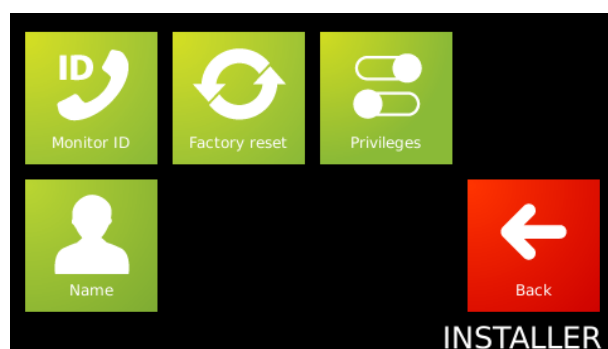 ID
Monitor ID
Factory reset
Privileges
Name
Back
INSTALLER